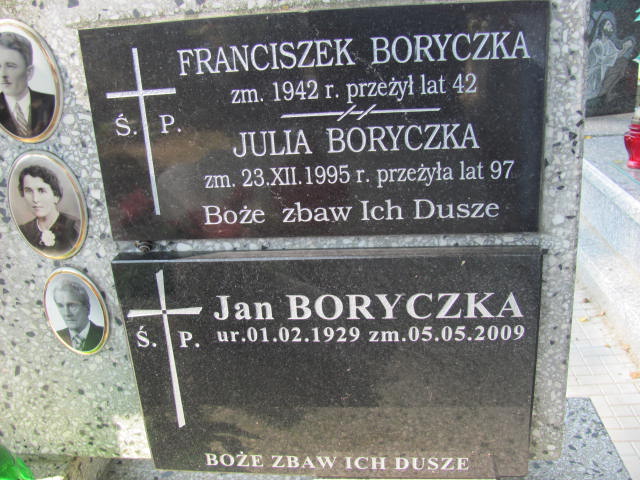 FRANCISZEK BORYCZKA
zm. 1942 r. przeżył lat 42
Ś. P.
JULIA BORYCZKA
zm. 23.XII.1995 r. przeżyła lat 97
Boże zbaw Ich Dusze
Jan BORYCZKA
Ś. P.
ur.01.02.1929 zm.05.05.2009
BOŻE ZBAW ICH DUSZE